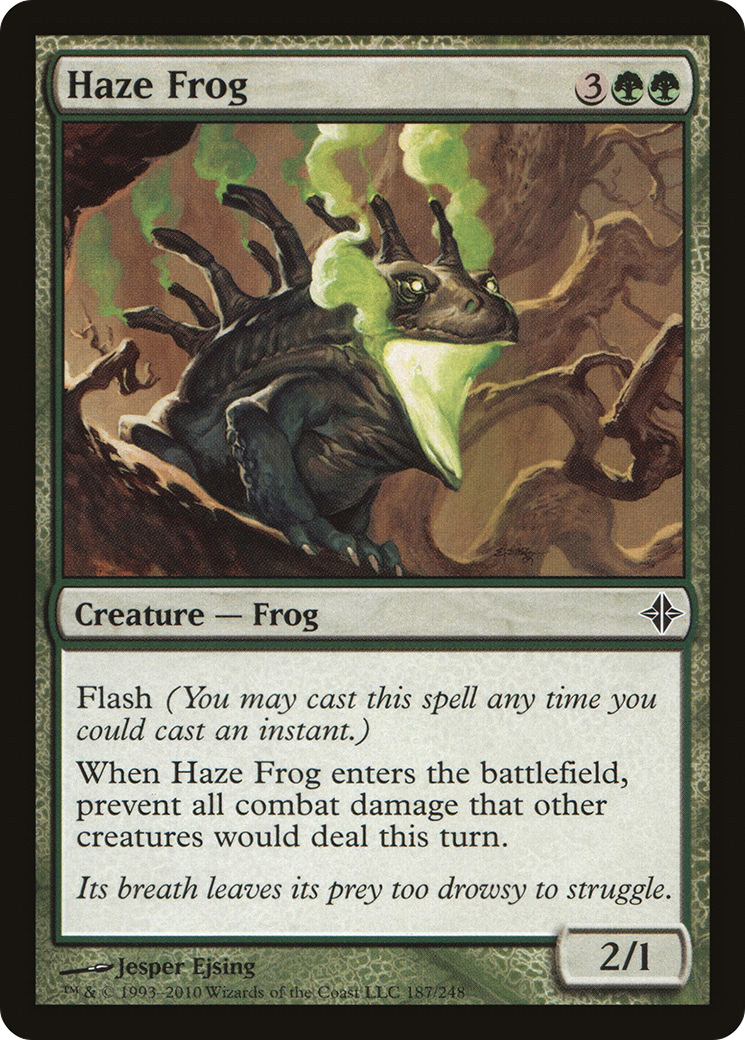 Haze Frog 3
Creature — Frog
Flash (You may cast this spell any time you
could cast an instant.)
When Haze Frog enters the battlefield,
prevent all combat damage that other
creatures would deal this turn.
Its breath leaves its prey too drowsy to struggle.
2/1
Jesper Ejsing
™ & © 1993–2010 Wizards of the Coast LLC 187/248